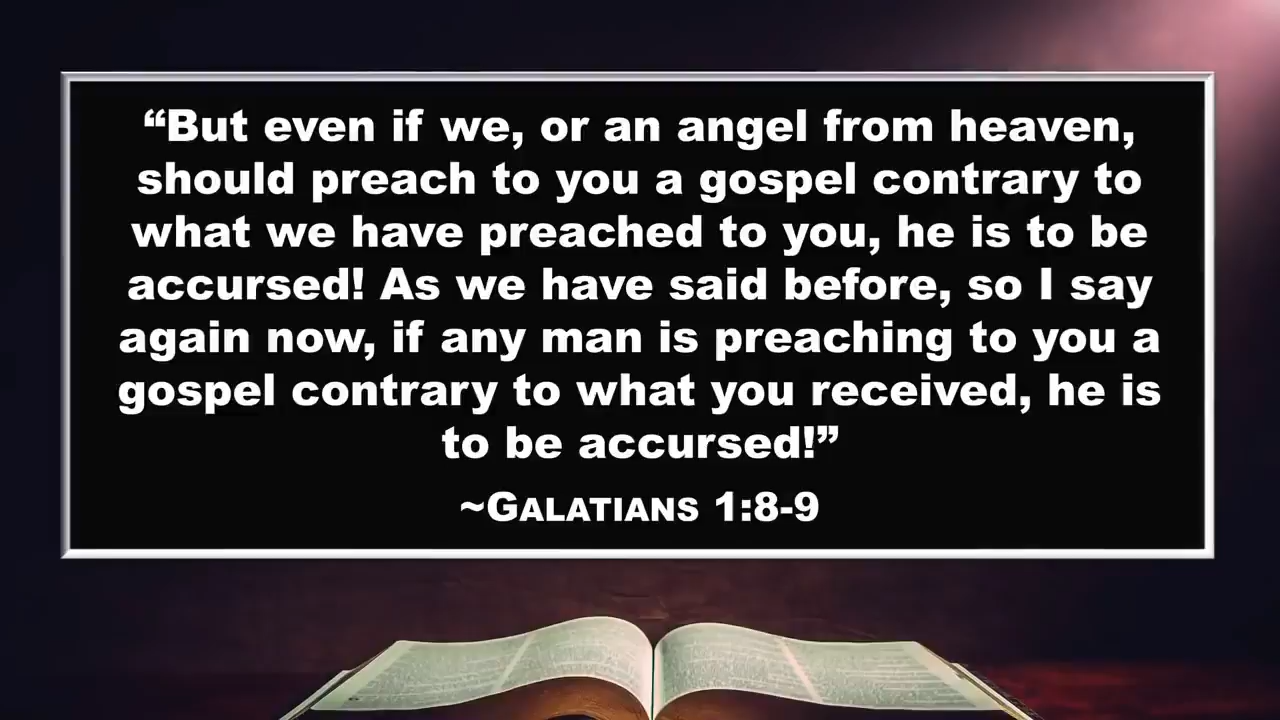 “But even if we, or an angel from heaven,
should preach to you a gospel contrary to
what we have preached to you, he is to be
accursed! As we have said before, so I say
again now, if any man is preaching to you a
gospel contrary to what you received, he is
to be accursed!”
~GALATIANS 1:8-9